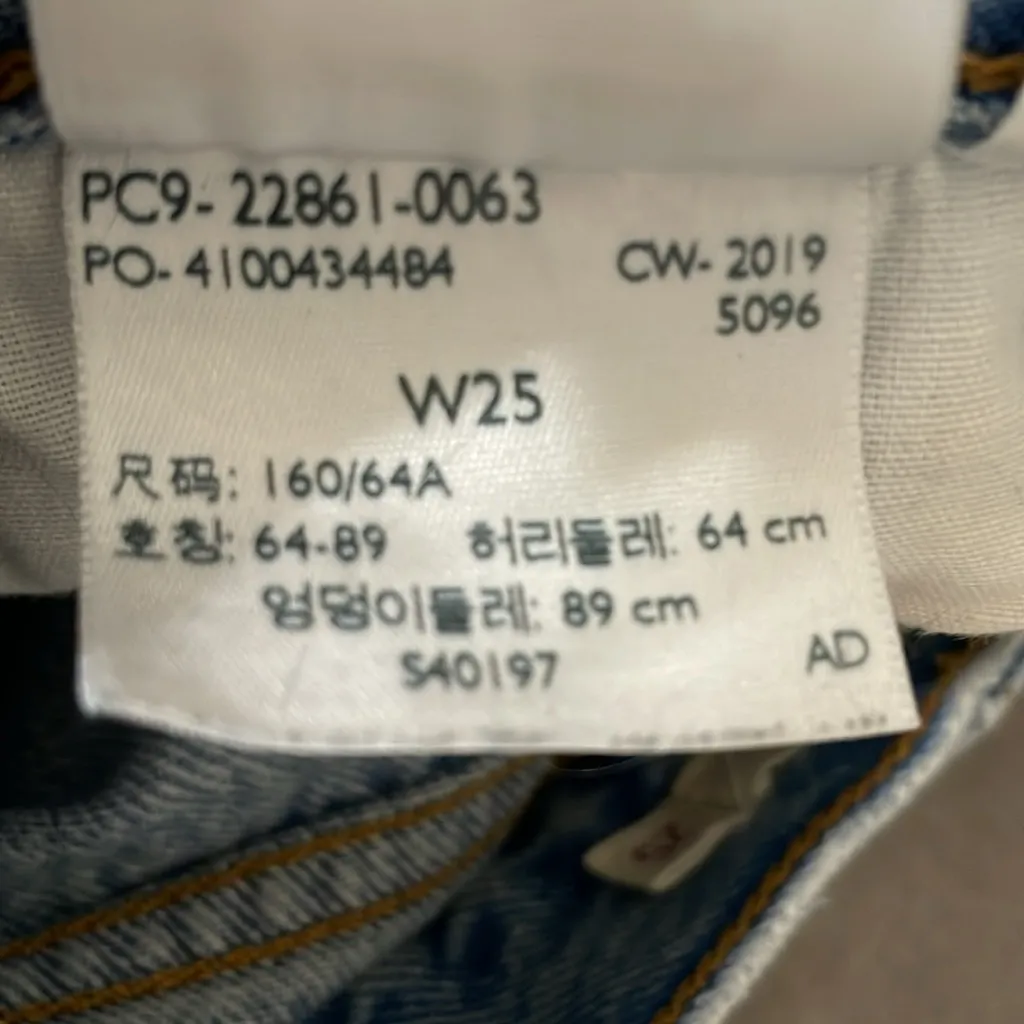 PC9-22861-0063
PO-4100434484 CW-2019
5096
W25
尺码: 160/64A
호칭: 64-89 허리둘레: 64 cm
엉덩이둘레: 89 cm
S40197 AD